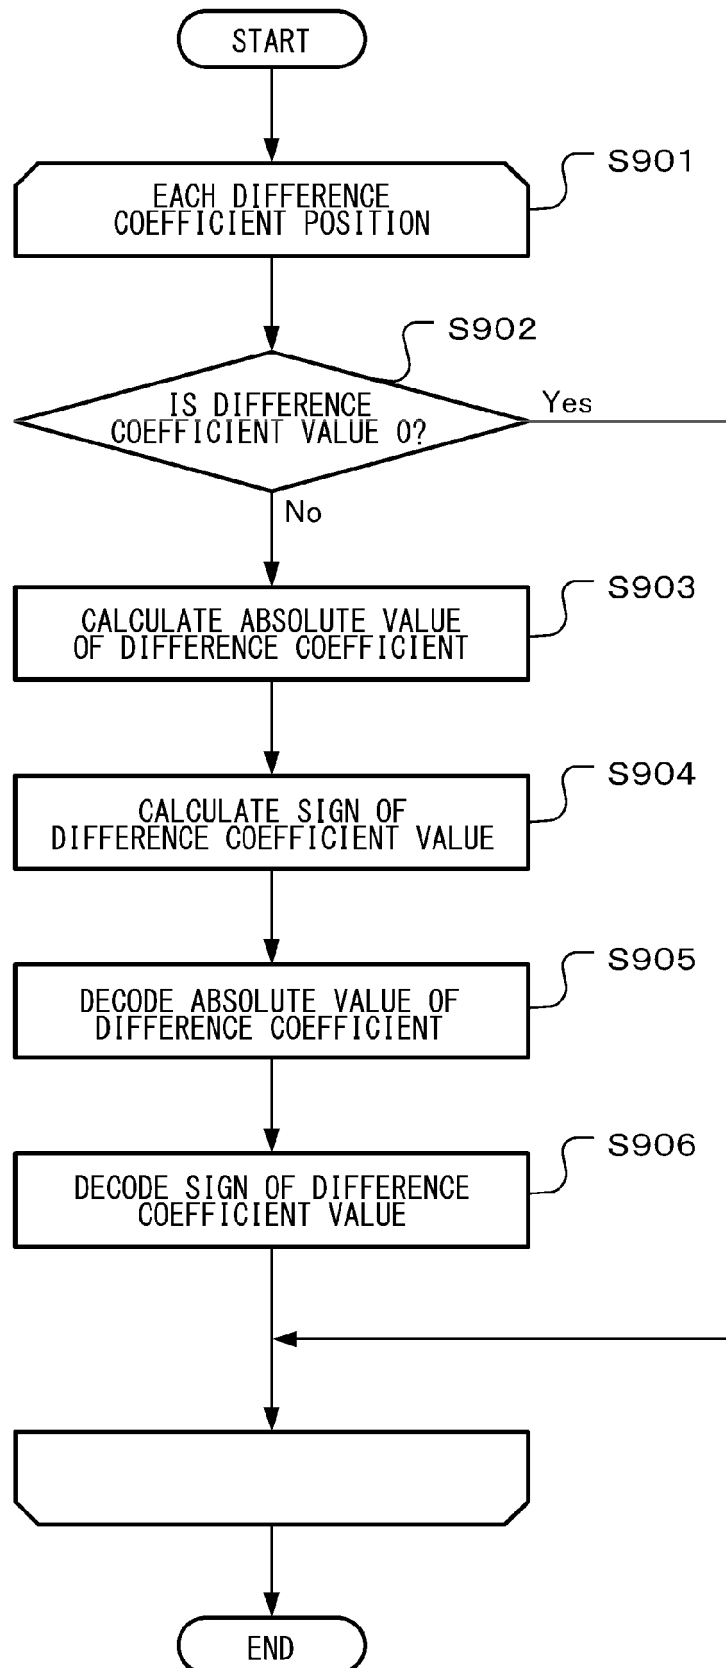 START
S901
EACH DIFFERENCE
COEFFICIENT POSITION
S902
IS DIFFERENCE
COEFFICIENT VALUE 0?
Yes
No
S903
CALCULATE ABSOLUTE VALUE
OF DIFFERENCE COEFFICIENT
S904
CALCULATE SIGN OF
DIFFERENCE COEFFICIENT VALUE
S905
DECODE ABSOLUTE VALUE OF
DIFFERENCE COEFFICIENT
S906
DECODE SIGN OF DIFFERENCE
COEFFICIENT VALUE
END